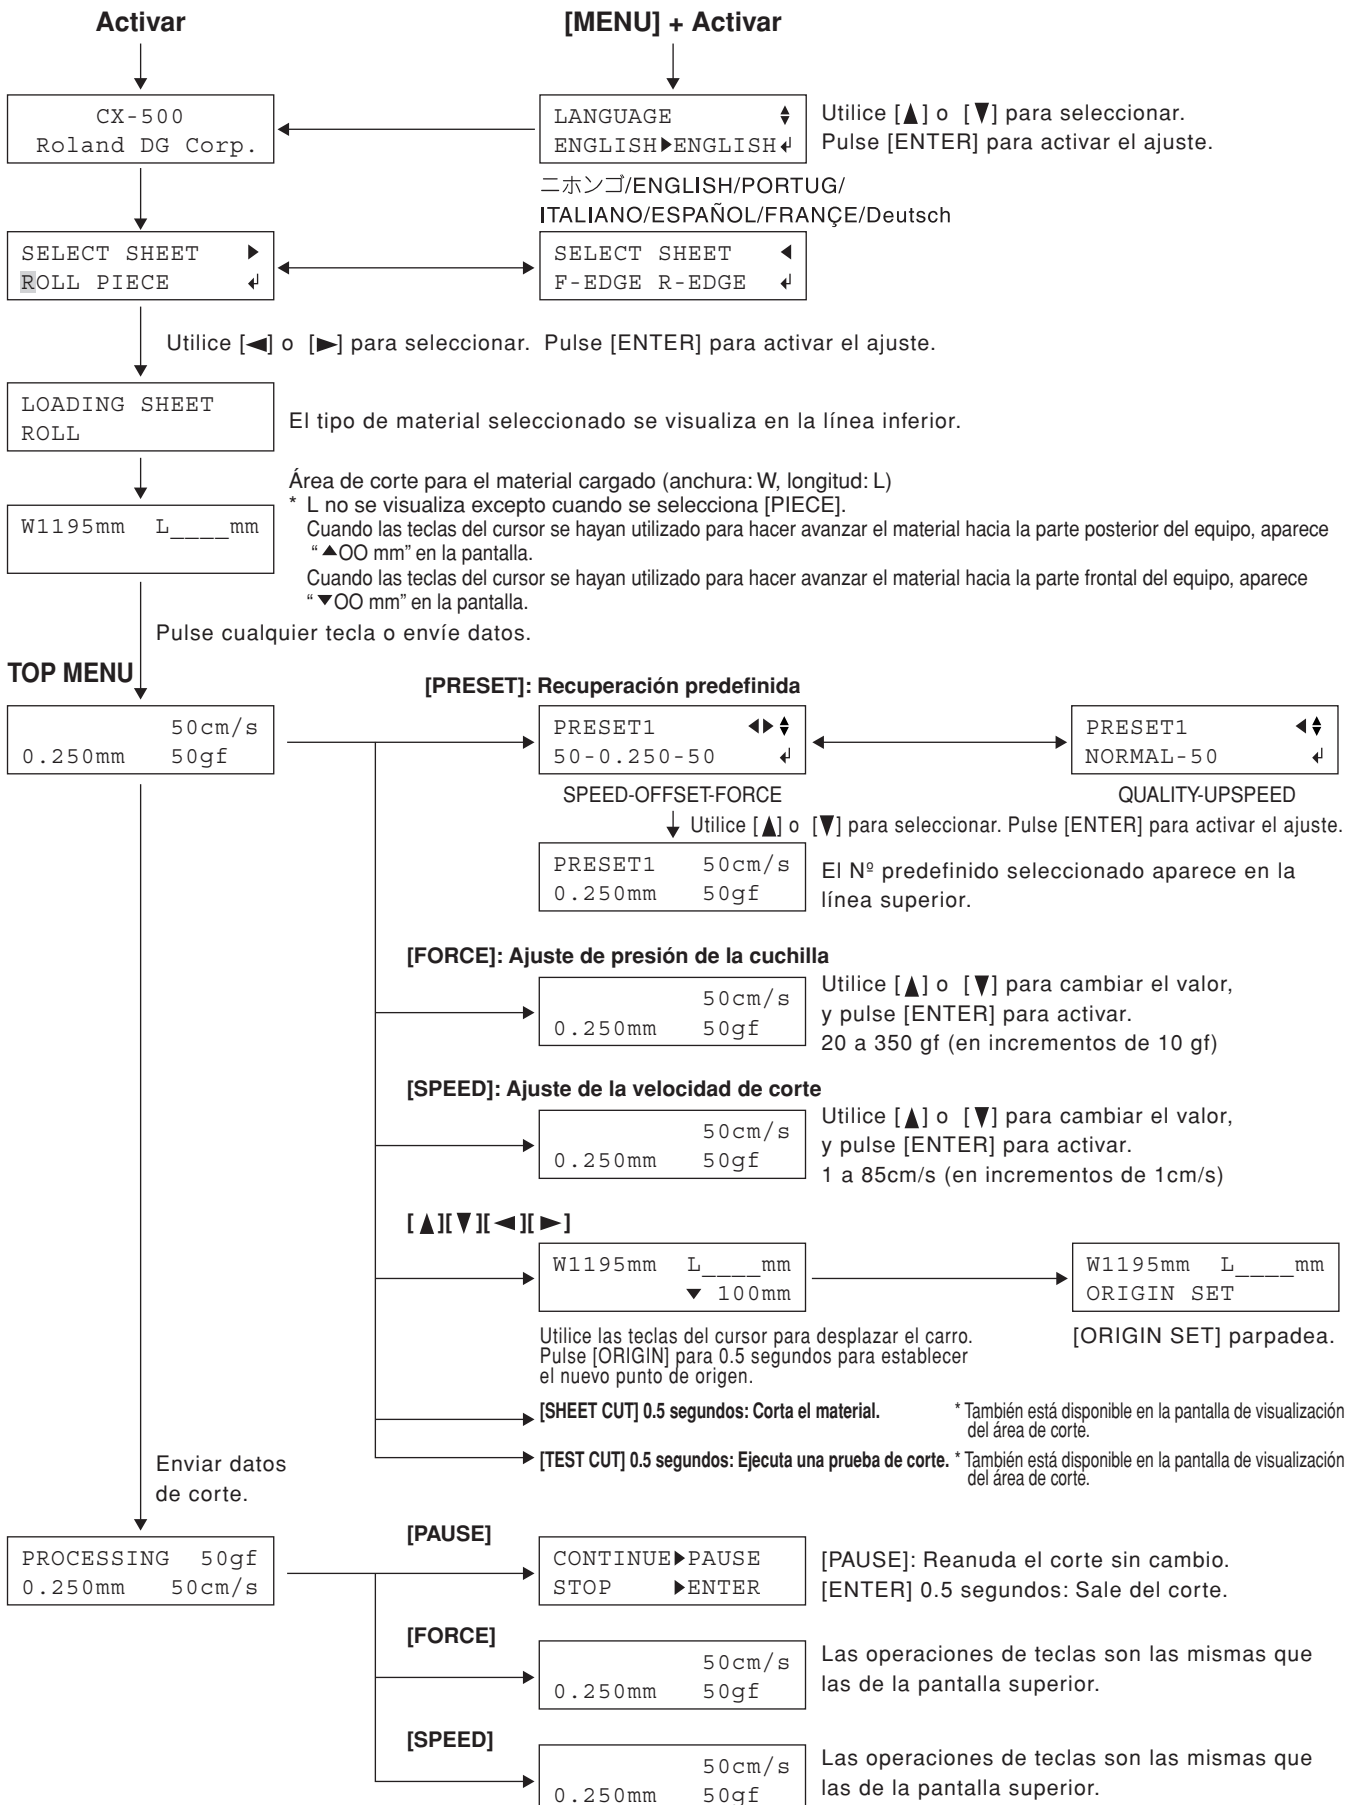 Activar
[MENU] + Activar
CX-500
Roland DG Corp.
LANGUAGE
ENGLISH▶ENGLISH↲
Utilice [▲] o [▼] para seleccionar.
Pulse [ENTER] para activar el ajuste.
ニホンゴ/ENGLISH/PORTUG/
ITALIANO/ESPAÑOL/FRANÇE/Deutsch
SELECT SHEET ▶
ROLL PIECE ↲
SELECT SHEET ◀
F-EDGE R-EDGE ↲
Utilice [◀] o [▶] para seleccionar. Pulse [ENTER] para activar el ajuste.
LOADING SHEET
ROLL
El tipo de material seleccionado se visualiza en la línea inferior.
W1195mm L____mm
Área de corte para el material cargado (anchura: W, longitud: L)
* L no se visualiza excepto cuando se selecciona [PIECE].
Cuando las teclas del cursor se hayan utilizado para hacer avanzar el material hacia la parte posterior del equipo, aparece
“ ▲OO mm” en la pantalla.
Cuando las teclas del cursor se hayan utilizado para hacer avanzar el material hacia la parte frontal del equipo, aparece
“ ▼OO mm” en la pantalla.
Pulse cualquier tecla o envíe datos.
TOP MENU
50cm/s
0.250mm 50gf
[PRESET]: Recuperación predefinida
PRESET1 ◀▶
50-0.250-50 ↲
SPEED-OFFSET-FORCE
PRESET1 ◀
NORMAL-50 ↲
QUALITY-UPSPEED
Utilice [▲] o [▼] para seleccionar. Pulse [ENTER] para activar el ajuste.
PRESET1 50cm/s
0.250mm 50gf
El Nº predefinido seleccionado aparece en la
línea superior.
[FORCE]: Ajuste de presión de la cuchilla
50cm/s
0.250mm 50gf
Utilice [▲] o [▼] para cambiar el valor,
y pulse [ENTER] para activar.
20 a 350 gf (en incrementos de 10 gf)
[SPEED]: Ajuste de la velocidad de corte
50cm/s
0.250mm 50gf
Utilice [▲] o [▼] para cambiar el valor,
y pulse [ENTER] para activar.
1 a 85cm/s (en incrementos de 1cm/s)
[▲][▼][◀][▶]
W1195mm L____mm
▼ 100mm
Utilice las teclas del cursor para desplazar el carro.
Pulse [ORIGIN] para 0.5 segundos para establecer
el nuevo punto de origen.
W1195mm L____mm
ORIGIN SET
[ORIGIN SET] parpadea.
[SHEET CUT] 0.5 segundos: Corta el material.
* También está disponible en la pantalla de visualización
del área de corte.
[TEST CUT] 0.5 segundos: Ejecuta una prueba de corte.
* También está disponible en la pantalla de visualización
del área de corte.
Enviar datos
de corte.
PROCESSING 50gf
0.250mm 50cm/s
[PAUSE]
CONTINUE▶PAUSE
STOP ▶ENTER
[PAUSE]: Reanuda el corte sin cambio.
[ENTER] 0.5 segundos: Sale del corte.
[FORCE]
50cm/s
0.250mm 50gf
Las operaciones de teclas son las mismas que
las de la pantalla superior.
[SPEED]
50cm/s
0.250mm 50gf
Las operaciones de teclas son las mismas que
las de la pantalla superior.